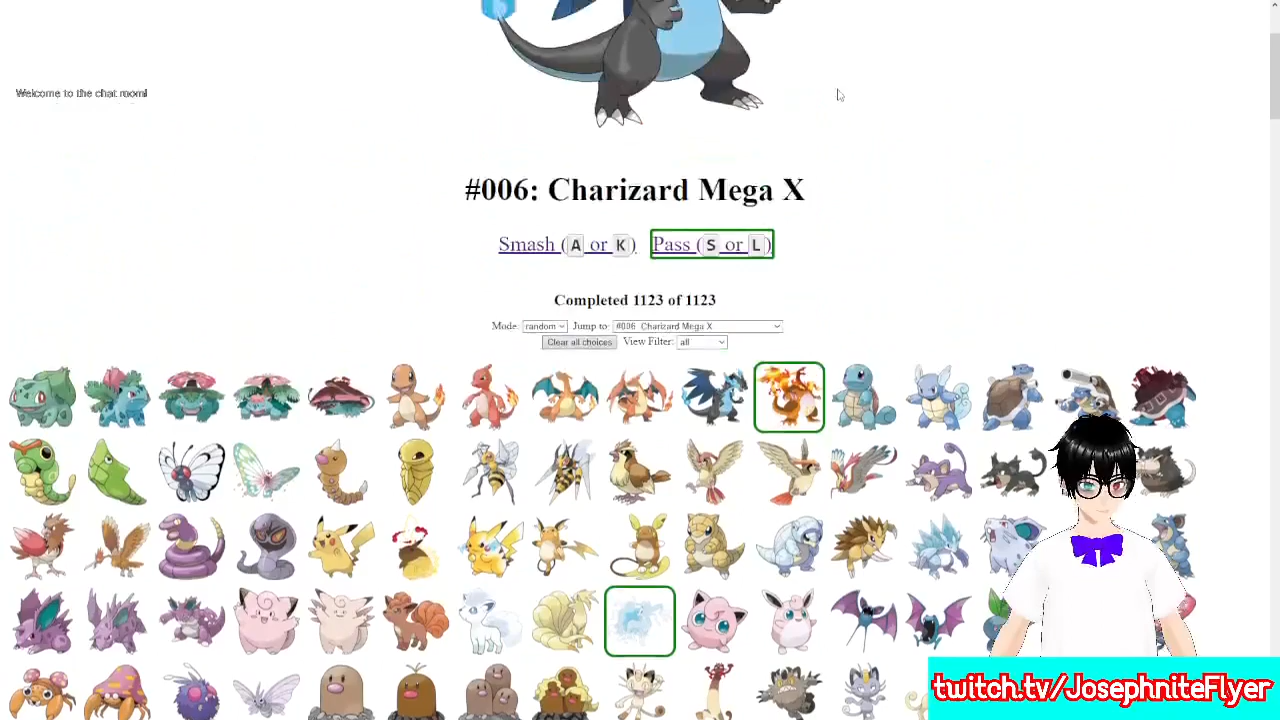 Welcome to the chat room!
#006: Charizard Mega X
Smash (A or K) Pass (S or L)
Completed 1123 of 1123
Mode: random Jump to: #006 Charizard Mega X
Clear all choices View Filter: all
twitch.tv/JosephniteFlyer